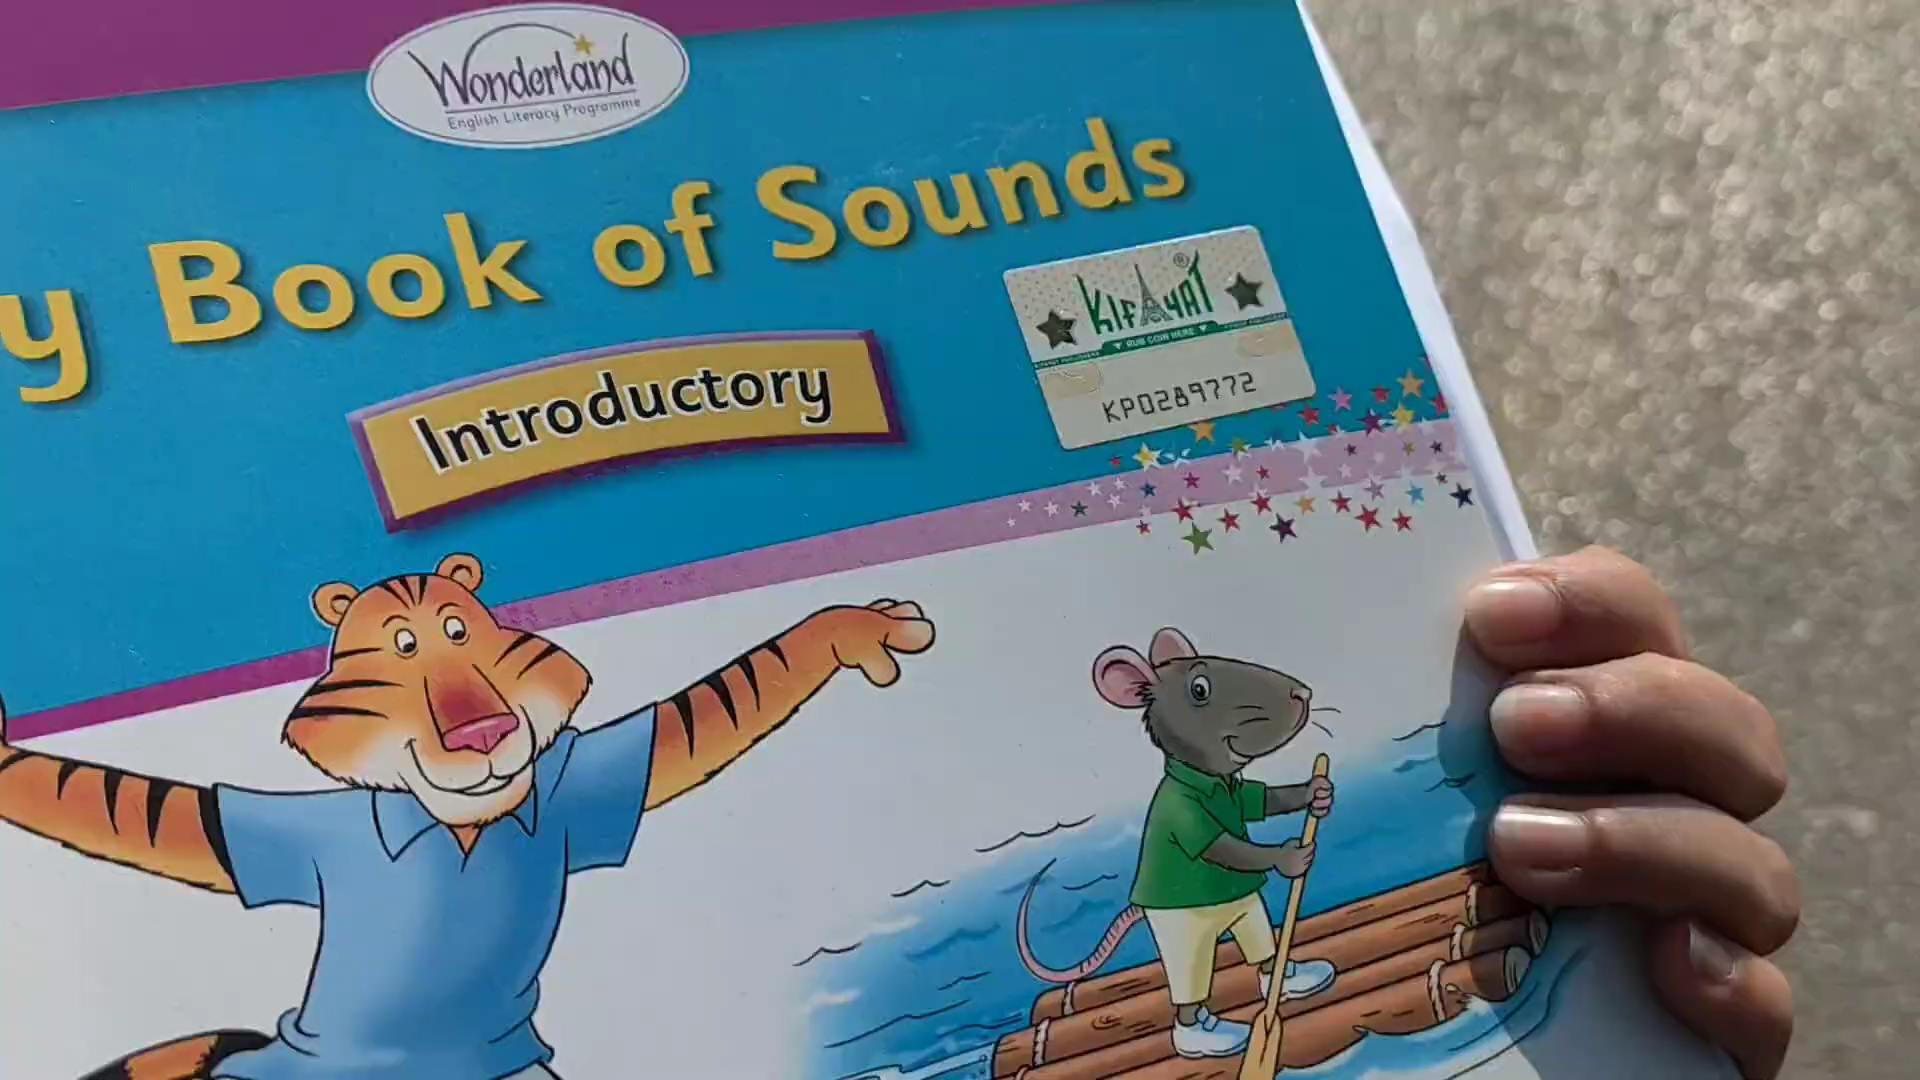 Wonderland
English Literacy Programme
y Book of Sounds
Introductory
KIFAYAT®
RUB COIN HERE
KP0289772